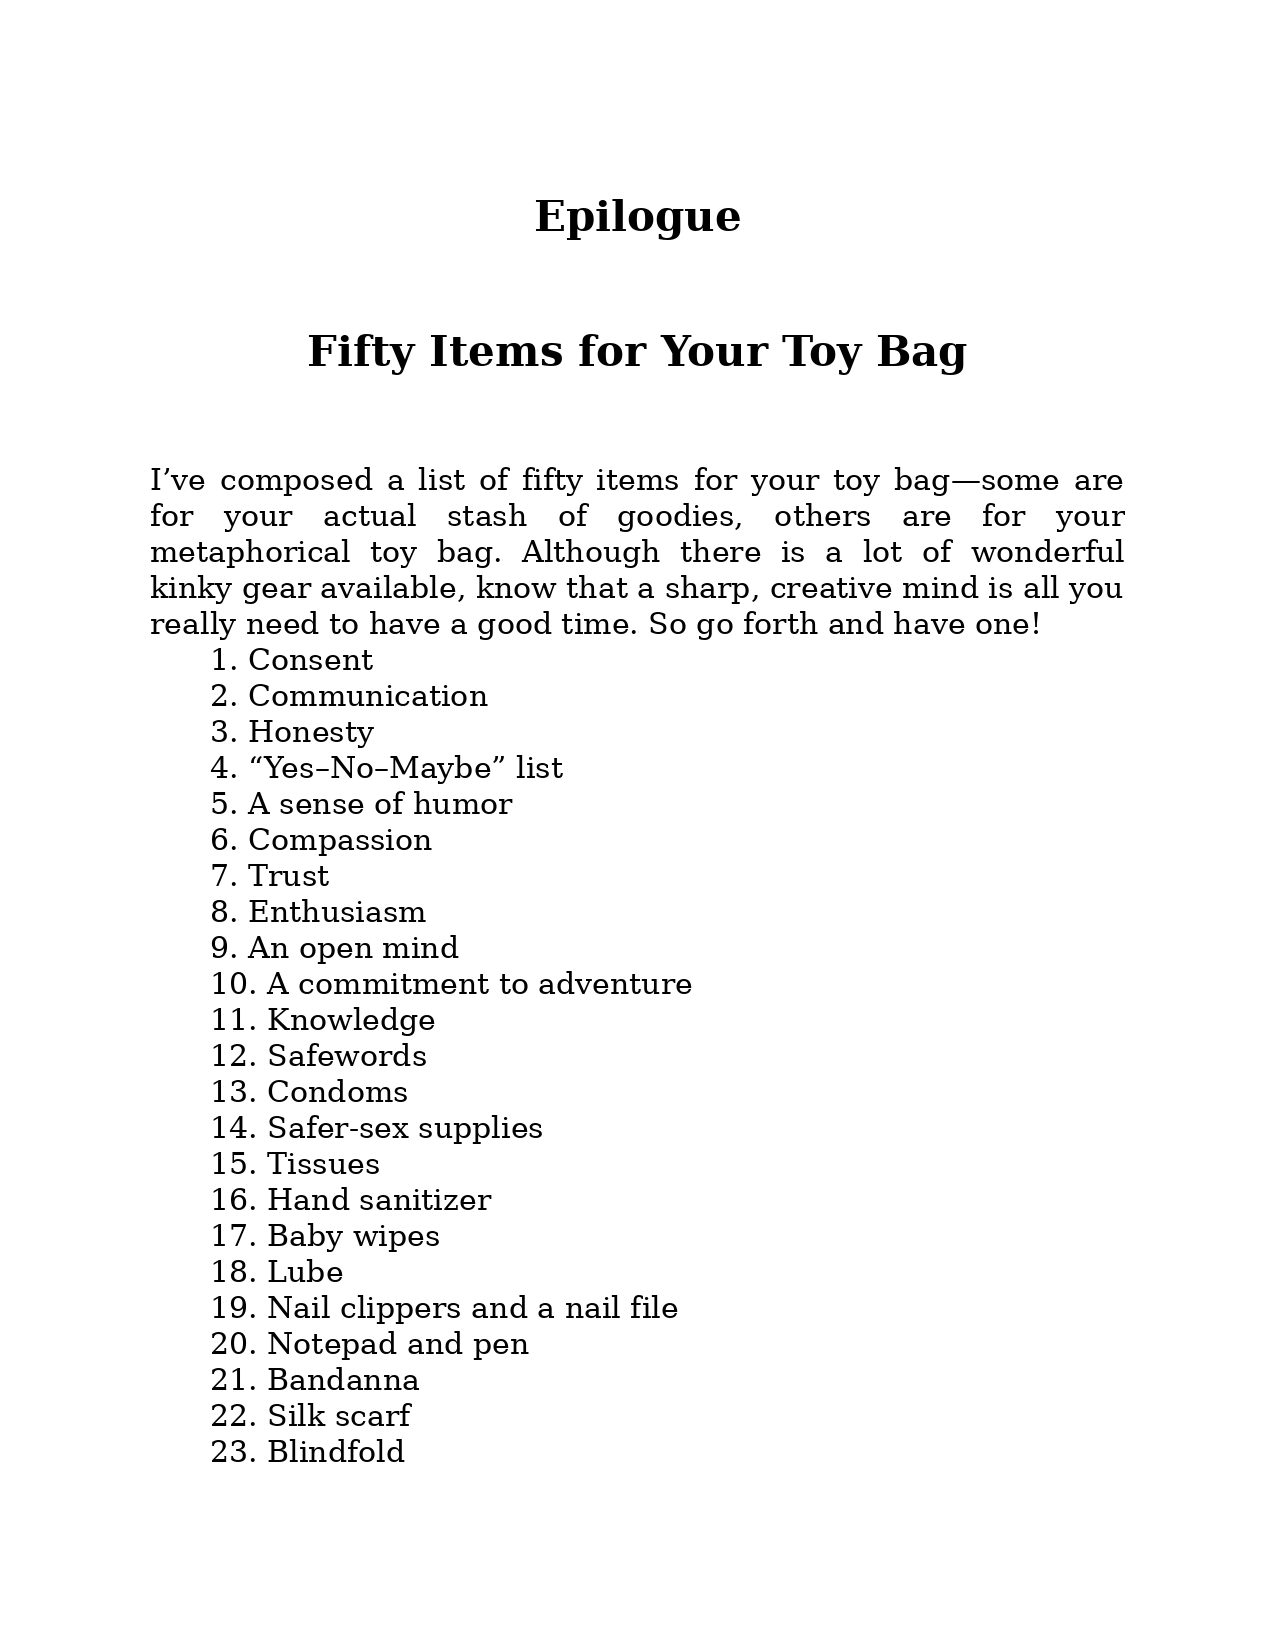 Epilogue
Fifty Items for Your Toy Bag
I’ve composed a list of fifty items for your toy bag—some are
for your actual stash of goodies, others are for your
metaphorical toy bag. Although there is a lot of wonderful
kinky gear available, know that a sharp, creative mind is all you
really need to have a good time. So go forth and have one!
1. Consent
2. Communication
3. Honesty
4. “Yes–No–Maybe” list
5. A sense of humor
6. Compassion
7. Trust
8. Enthusiasm
9. An open mind
10. A commitment to adventure
11. Knowledge
12. Safewords
13. Condoms
14. Safer-sex supplies
15. Tissues
16. Hand sanitizer
17. Baby wipes
18. Lube
19. Nail clippers and a nail file
20. Notepad and pen
21. Bandanna
22. Silk scarf
23. Blindfold